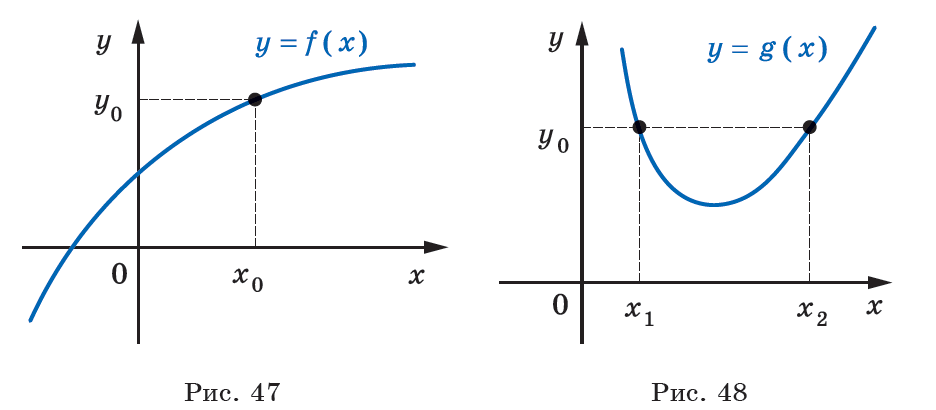 y
y = f ( x )
y₀
0
x₀
x
Рис. 47
y
y = g ( x )
y₀
0
x₁
x₂
x
Рис. 48